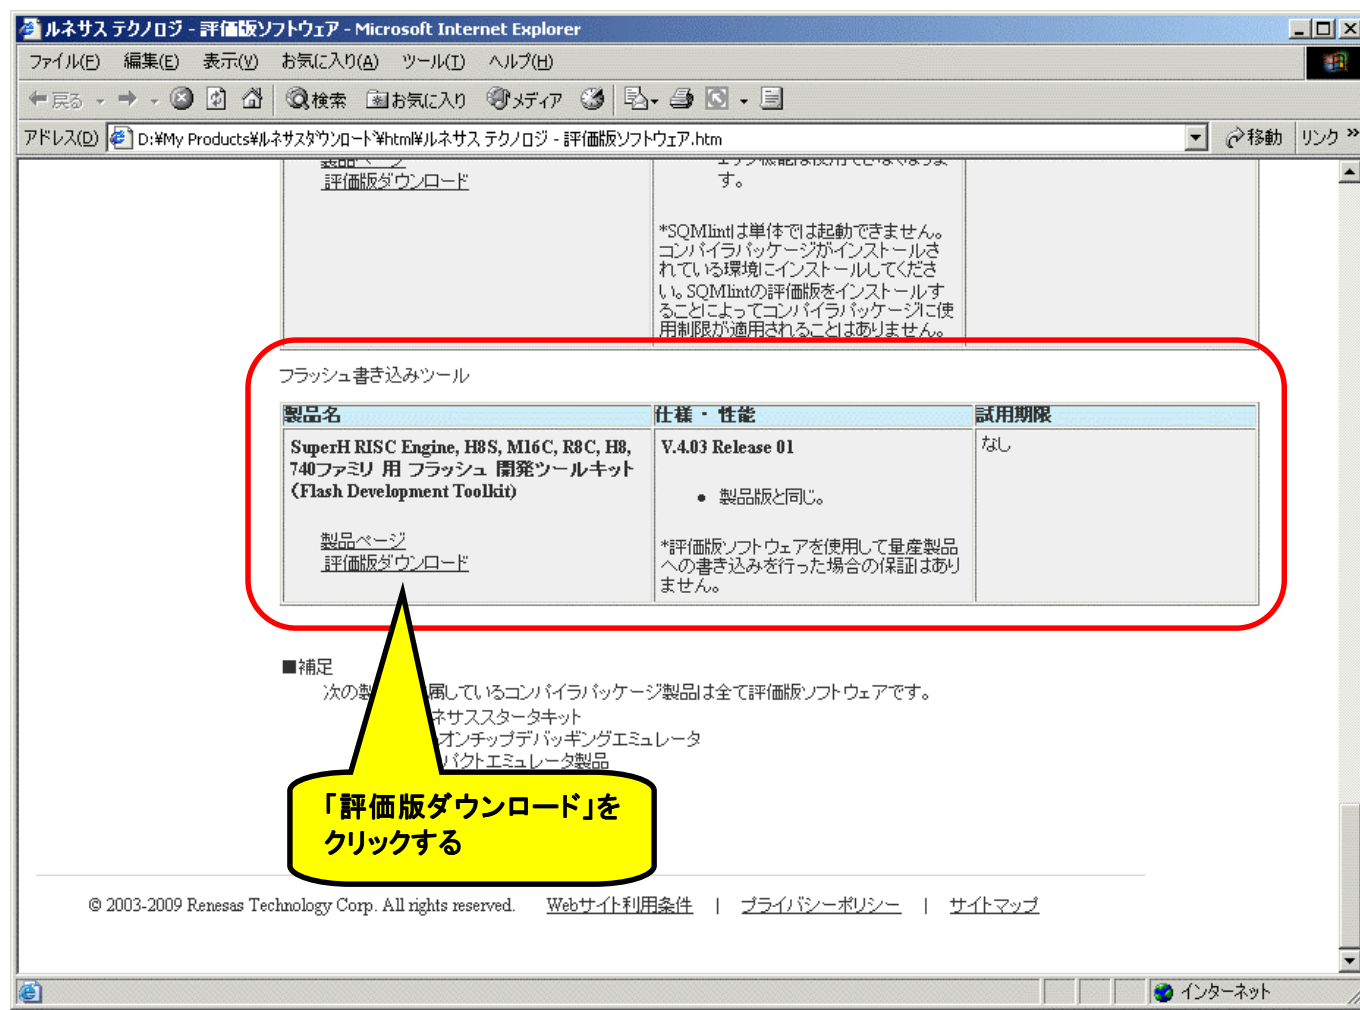 ルネサス テクノロジ - 評価版ソフトウェア - Microsoft Internet Explorer
ファイル(F) 編集(E) 表示(V) お気に入り(A) ツール(T) ヘルプ(H)
戻る 検索 お気に入り メディア
アドレス(D) D:¥My Products¥ルネサスダウンロード¥html¥ルネサス テクノロジ - 評価版ソフトウェア.htm 移動 リンク »
製品ページ
評価版ダウンロード
す。
*SQMlintは単体では起動できません。
コンパイラパッケージがインストールさ
れている環境にインストールしてくださ
い。SQMlintの評価版をインストールす
ることによってコンパイラパッケージに使
用制限が適用されることはありません。
フラッシュ書き込みツール
製品名 仕様・性能 試用期限
SuperH RISC Engine, H8S, M16C, R8C, H8,
740ファミリ 用 フラッシュ 開発ツールキット
(Flash Development Toolkit)
製品ページ
評価版ダウンロード
V.4.03 Release 01
• 製品版と同じ。
*評価版ソフトウェアを使用して量産製品
への書き込みを行った場合の保証はあり
ません。
なし
■補足
次の製 属しているコンパイラパッケージ製品は全て評価版ソフトウェアです。
ネサススタータキット
オンチップデバッギングエミュレータ
パクトエミュレータ製品
「評価版ダウンロード」を
クリックする
© 2003-2009 Renesas Technology Corp. All rights reserved. Webサイト利用条件 | プライバシーポリシー | サイトマップ
インターネット